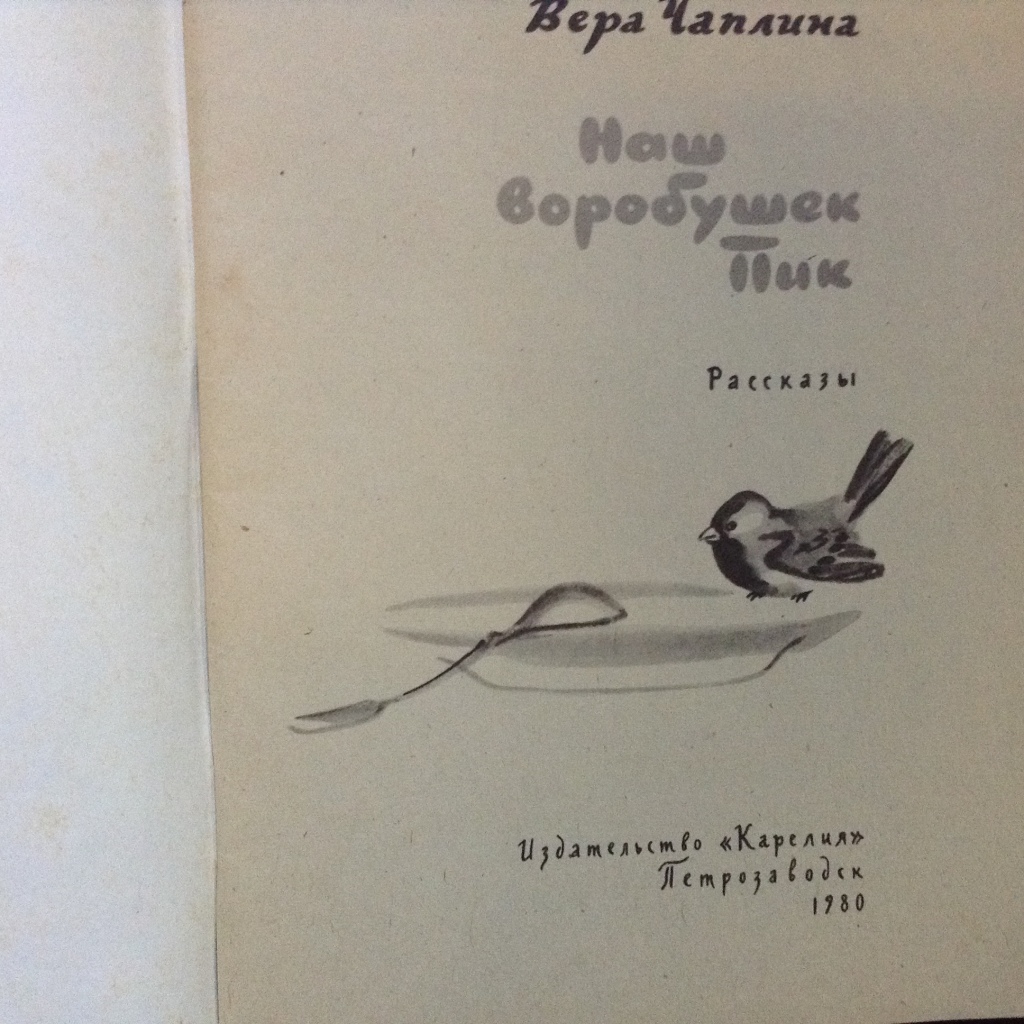 Вера Чаплина
Наш
воробушек
Пик
Рассказы
Издательство «Карелия»
Петрозаводск
1980